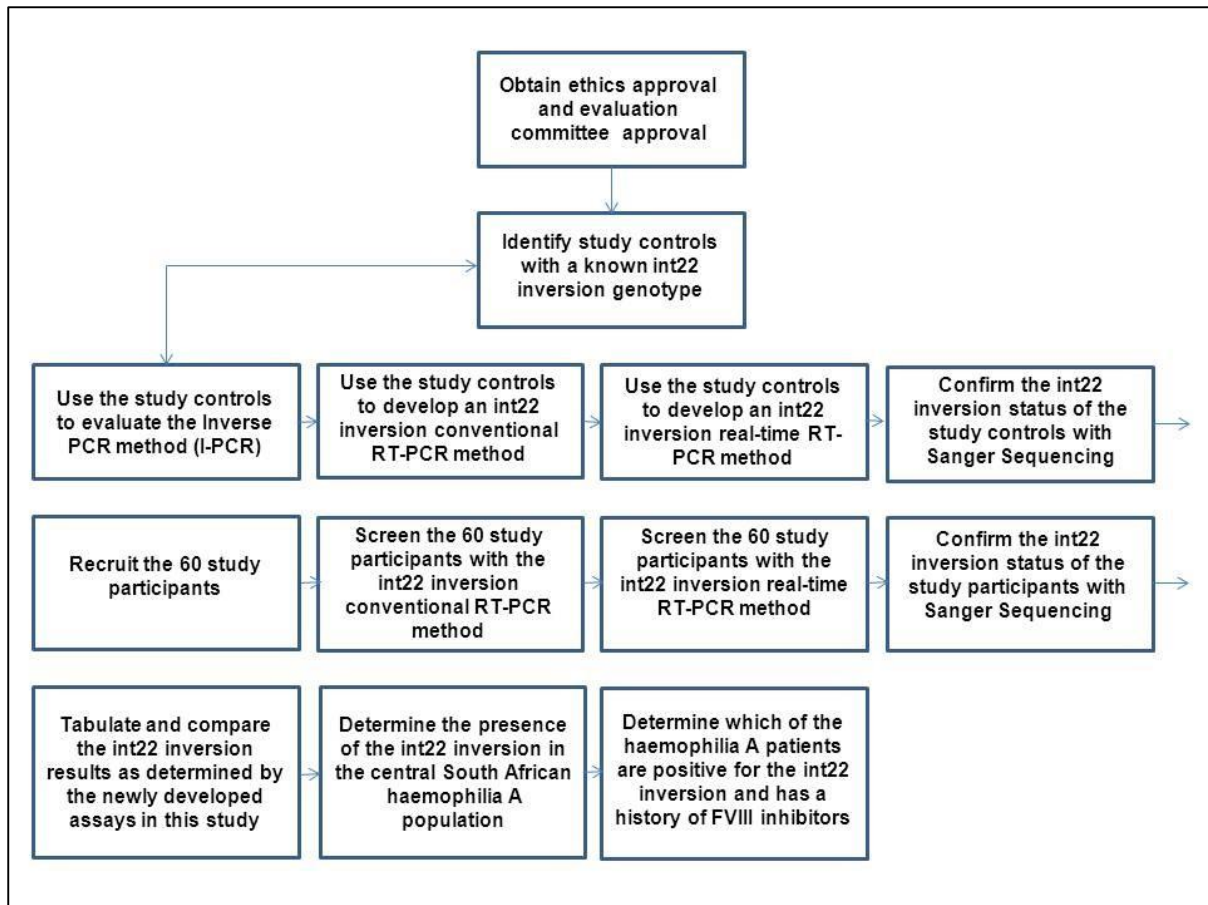 Obtain ethics approval
and evaluation
committee approval
Identify study controls
with a known int22
inversion genotype
Use the study controls
to evaluate the Inverse
PCR method (I-PCR)
Use the study controls
to develop an int22
inversion conventional
RT-PCR method
Use the study controls
to develop an int22
inversion real-time RT-
PCR method
Confirm the int22
inversion status of the
study controls with
Sanger Sequencing
Recruit the 60 study
participants
Screen the 60 study
participants with the
int22 inversion
conventional RT-PCR
method
Screen the 60 study
participants with the
int22 inversion real-time
RT-PCR method
Confirm the int22
inversion status of the
study participants with
Sanger Sequencing
Tabulate and compare
the int22 inversion
results as determined by
the newly developed
assays in this study
Determine the presence
of the int22 inversion in
the central South African
haemophilia A
population
Determine which of the
haemophilia A patients
are positive for the int22
inversion and has a
history of FVIII inhibitors